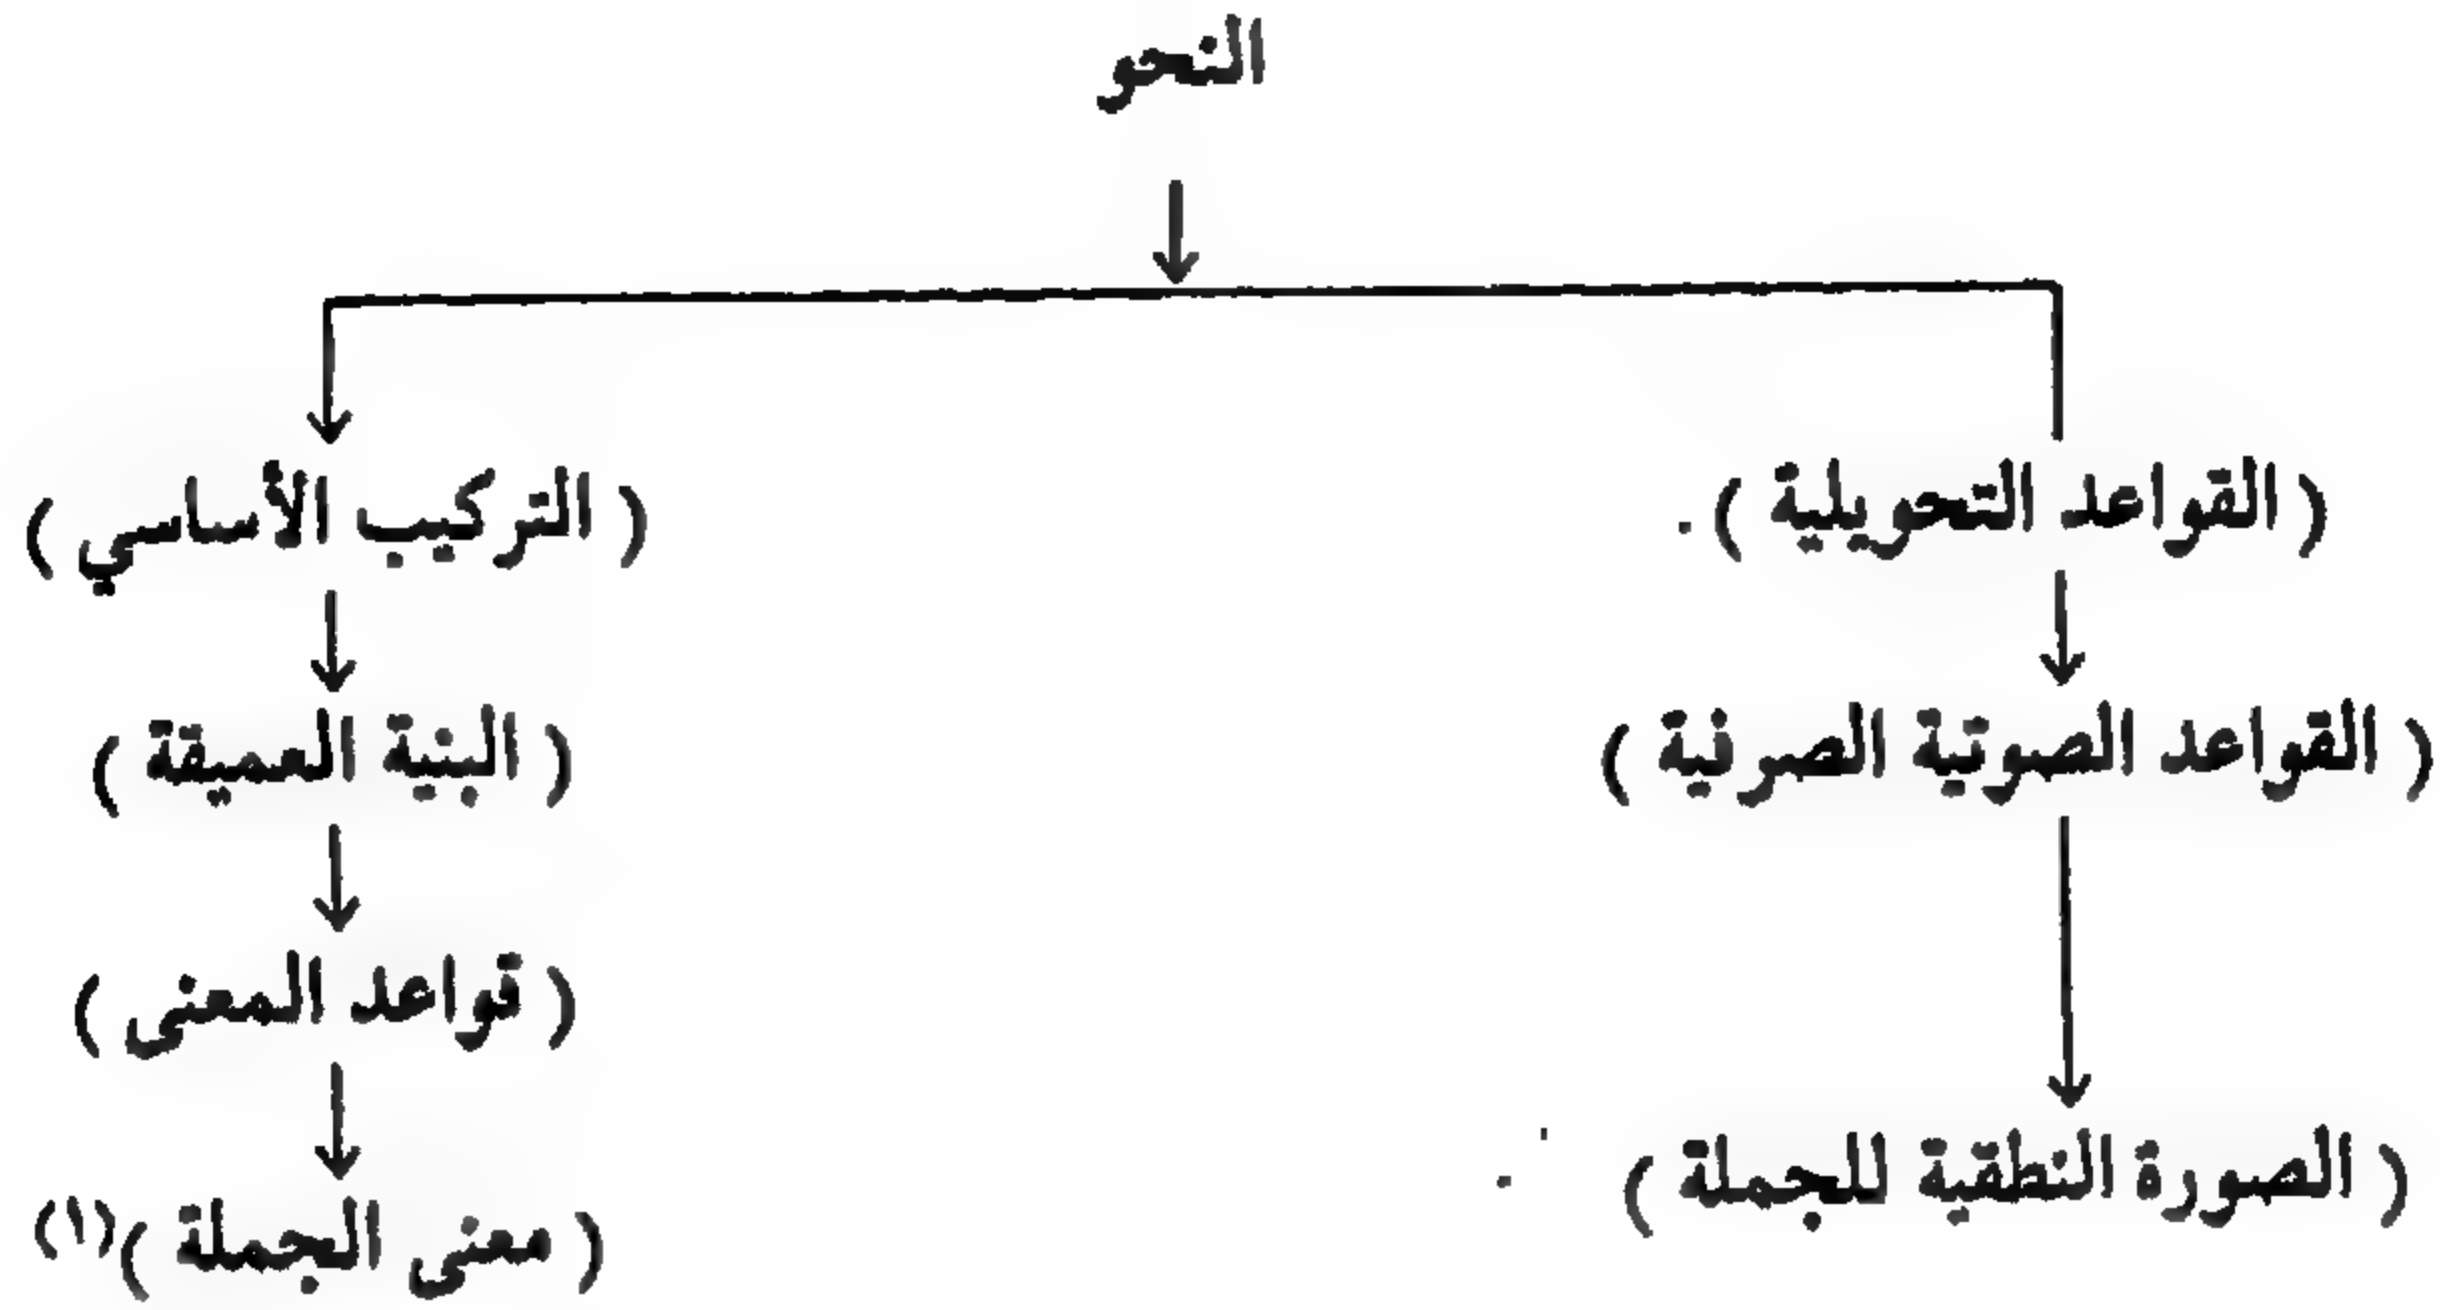 النحو
( القواعد التحويلية ) .
( التركيب الأساسي )
( القواعد الصوتية الصرفية )
( البنية العميقة )
( قواعد المعنى )
( الصورة النطقية للجملة )
( معنى الجملة )(١)